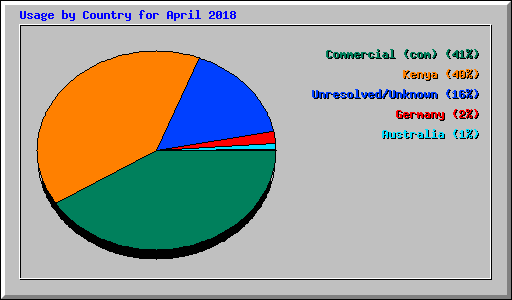 Usage by Country for April 2018
Commercial (com) (41%)
Kenya (40%)
Unresolved/Unknown (16%)
Germany (2%)
Australia (1%)